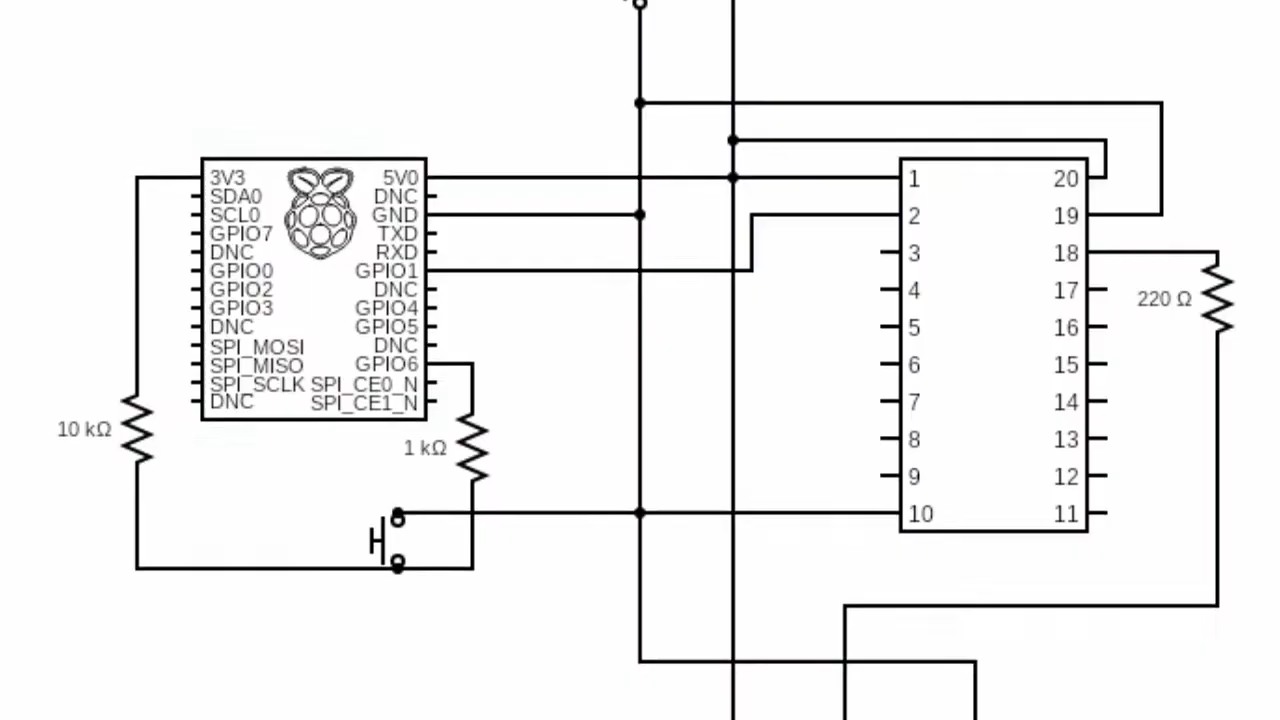 3V3 5V0
SDA0 DNC
SCL0 GND
GPIO7 TXD
DNC RXD
GPIO0 GPIO1
GPIO2 DNC
GPIO3 GPIO4
DNC GPIO5
SPI_MOSI DNC
SPI_MISO GPIO6
SPI_SCLK SPI_CE0_N
DNC SPI_CE1_N
10 kΩ
1 kΩ
1 20
2 19
3 18
4 17
5 16
6 15
7 14
8 13
9 12
10 11
220 Ω